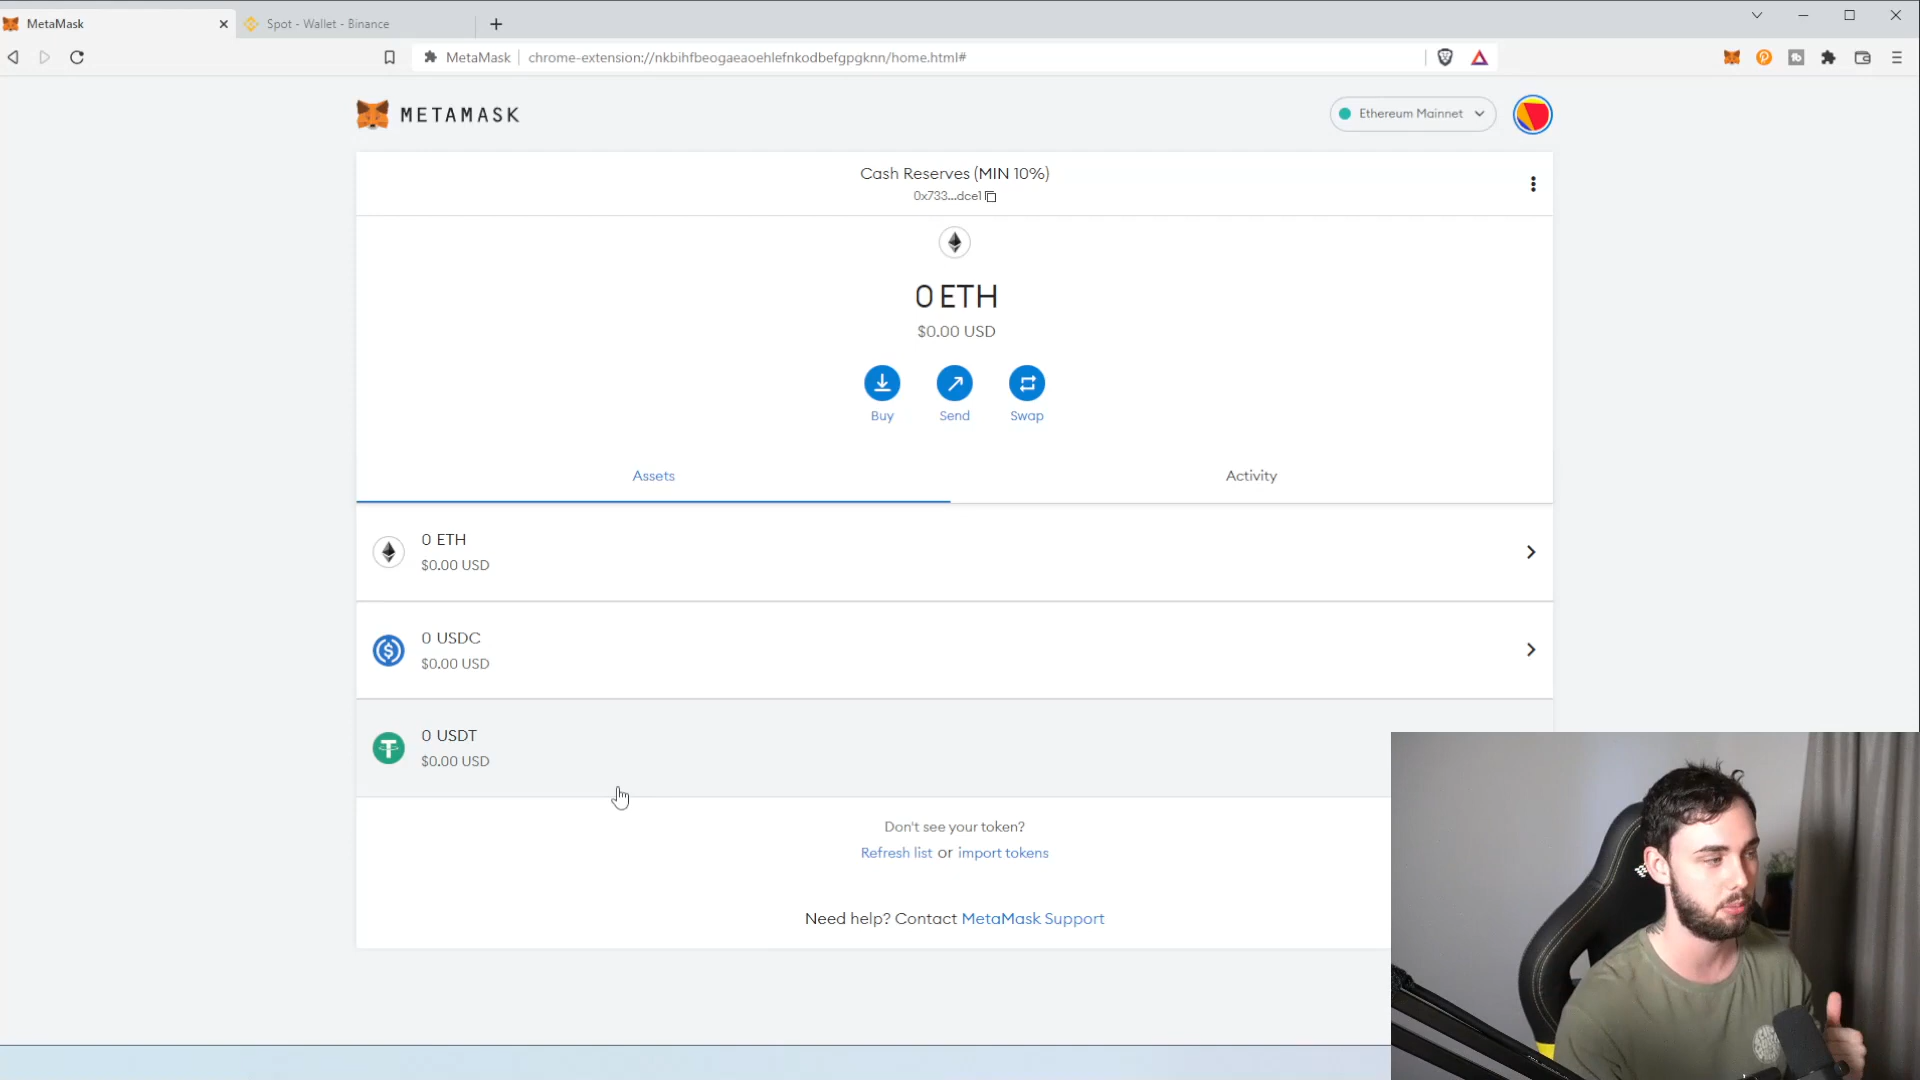 MetaMask
Spot - Wallet - Binance
MetaMask chrome-extension://nkbihfbeogaeaoehlefnkodbefgpgknn/home.html#
METAMASK
Ethereum Mainnet
Cash Reserves (MIN 10%)
0x733...dce1
0 ETH
$0.00 USD
Buy Send Swap
Assets Activity
0 ETH
$0.00 USD
0 USDC
$0.00 USD
0 USDT
$0.00 USD
Don't see your token?
Refresh list or import tokens
Need help? Contact MetaMask Support